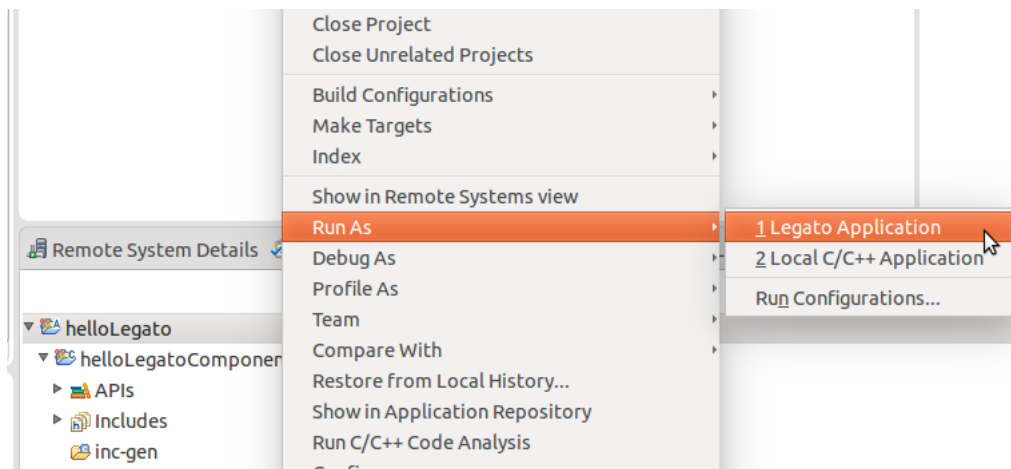 Close Project
Close Unrelated Projects
Build Configurations
Make Targets
Index
Show in Remote Systems view
Run As
Debug As
Profile As
Team
Compare With
Restore from Local History...
Show in Application Repository
Run C/C++ Code Analysis
1 Legato Application
2 Local C/C++ Application
Run Configurations...
Remote System Details
helloLegato
helloLegatoComponen
APIs
Includes
inc-gen